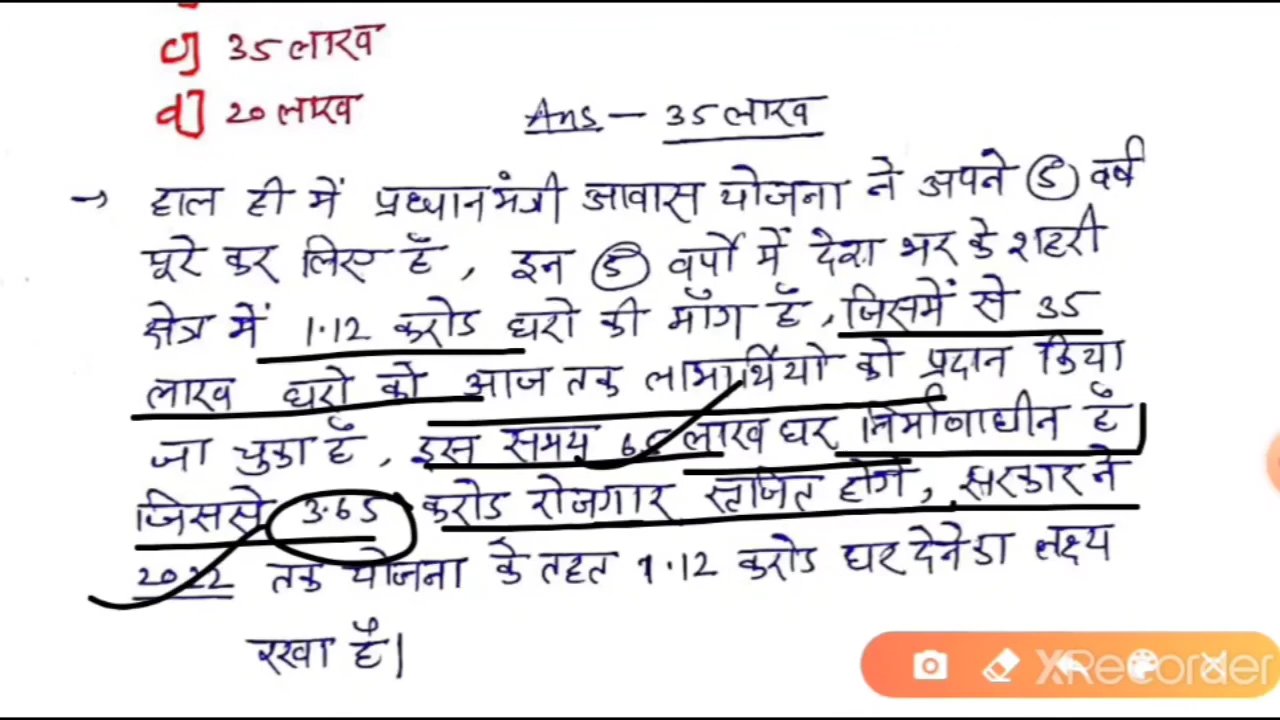 c] 35 लाख
d] 20 लाख
Ans - 35 लाख
→ हाल ही में प्रध्यानमंत्री आवास योजना ने अपने 5 वर्ष
पूरे कर लिए हैं, इन 5 वर्षों में देश भर के शहरी
क्षेत्र में 1.12 करोड घरो की माँग है, जिसमें से 35
लाख घरो को आज तक लाभार्थियो को प्रदान किया
जा चुका है, इस समय लाख घर निर्माणाधीन है
जिससे 3.65 करोड रोजगार सृजित होगे, सरकार ने
2022 तक योजना के तहत 1.12 करोड घर देने का लक्ष्य
रखा है|
XRecorder